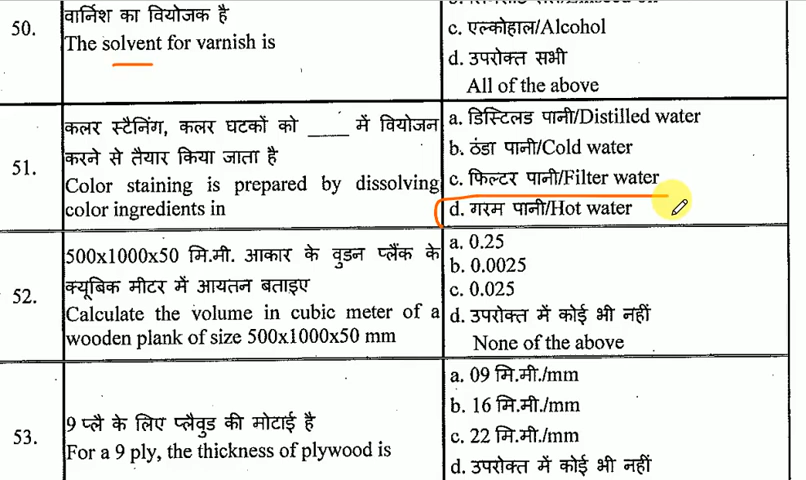 50.
वार्निश का वियोजक है
The solvent for varnish is
c. एल्कोहाल/Alcohol
d. उपरोक्त सभी
All of the above
51.
कलर स्टैनिंग, कलर घटकों को ____ में वियोजन
करने से तैयार किया जाता है
Color staining is prepared by dissolving
color ingredients in
a. डिस्टिलड पानी/Distilled water
b. ठंडा पानी/Cold water
c. फिल्टर पानी/Filter water
d. गरम पानी/Hot water
52.
500x1000x50 मि.मी. आकार के वुडन प्लैंक के
क्यूबिक मीटर में आयतन बताइए
Calculate the volume in cubic meter of a
wooden plank of size 500x1000x50 mm
a. 0.25
b. 0.0025
c. 0.025
d. उपरोक्त में कोई भी नहीं
None of the above
53.
9 प्लै के लिए प्लैवुड की मोटाई है
For a 9 ply, the thickness of plywood is
a. 09 मि.मी./mm
b. 16 मि.मी./mm
c. 22 मि.मी./mm
d. उपरोक्त में कोई भी नहीं